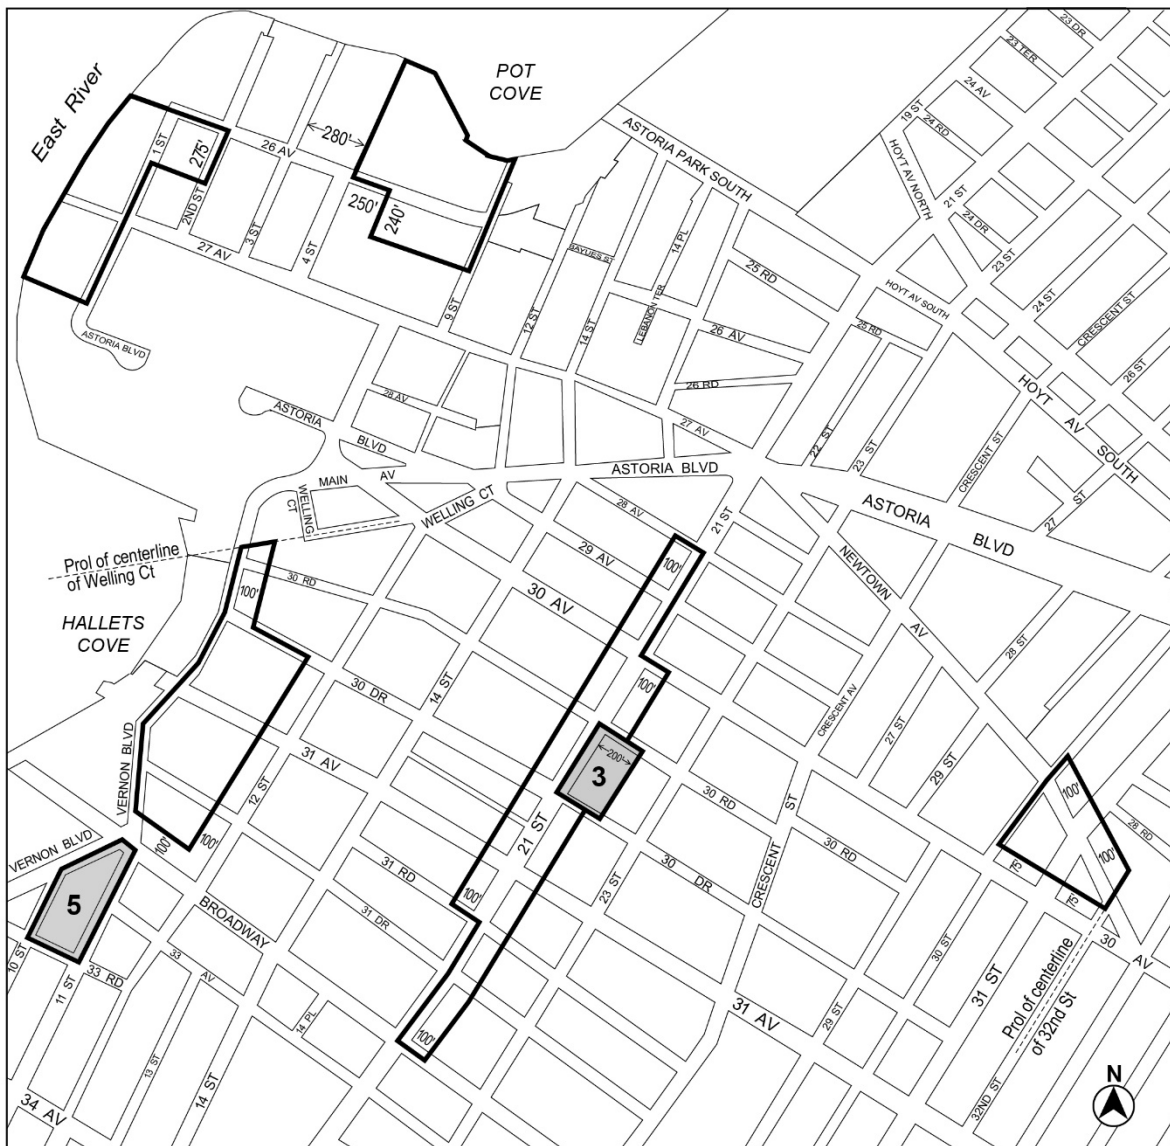 23 DR
23 TER
24 AV
24 RD
19 ST
HOYT AV NORTH
21 ST
24 DR
23 ST
POT
COVE
East River
1 ST
275'
26 AV
280'
2ND ST
3 ST
4 ST
250'
240'
27 AV
9 ST
12 ST
14 ST
ASTORIA PARK SOUTH
14 PL
LEBANON TER
25 RD
26 AV
26 RD
27 AV
25 RD
HOYT AV SOUTH
24 ST
CRESCENT ST
26 ST
HOYT AV SOUTH
22 ST
23 ST
CRESCENT ST
27 ST
ASTORIA BLVD
28 AV
ASTORIA
BLVD
MAIN
AV
WELLING
CT
WELLING CT
ASTORIA BLVD
ASTORIA
BLVD
28 AV
21 ST
29 AV
30 AV
NEWTOWN
AV
28 ST
Prol of centerline
of Welling Ct
30 RD
100'
HALLETS
COVE
100'
100'
30 DR
14 ST
31 AV
12 ST
VERNON BLVD
VERNON BLVD
100'
100'
CRESCENT AV
27 ST
29 ST
200'
3
30 RD
CRESCENT
ST
30 RD
21 ST
31 RD
100'
23 ST
30 DR
100'
100'
28 RD
75'
75'
5
BROADWAY
31 DR
33 AV
33 RD
10 ST
11 ST
13 ST
14 ST
14 PL
34 AV
100'
31 AV
29 ST
30 ST
31 ST
30 AV
Prol of centerline
of 32nd St
32ND ST
N